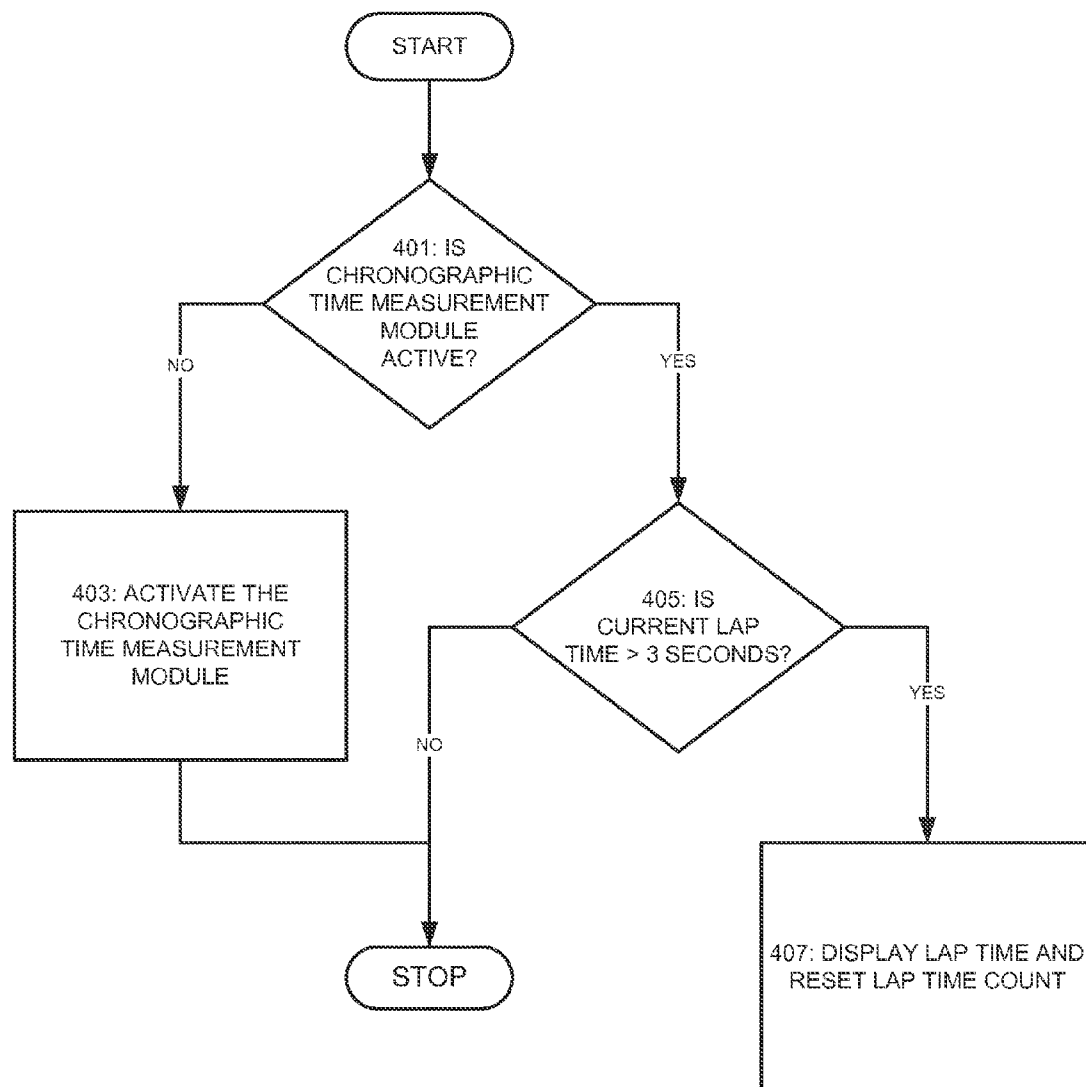 START
401: IS
CHRONOGRAPHIC
TIME MEASUREMENT
MODULE
ACTIVE?
NO
YES
403: ACTIVATE THE
CHRONOGRAPHIC
TIME MEASUREMENT
MODULE
405: IS
CURRENT LAP
TIME > 3 SECONDS?
NO
YES
407: DISPLAY LAP TIME AND
RESET LAP TIME COUNT
STOP